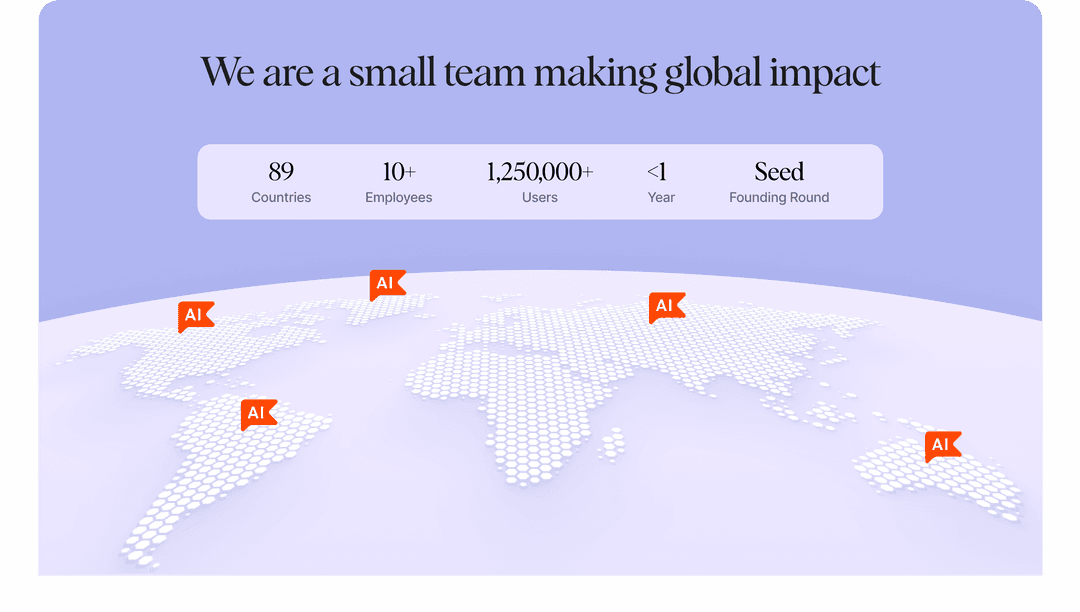 We are a small team making global impact
89 10+ 1,250,000+ <1 Seed
Countries Employees Users Year Founding Round
AI
AI
AI
AI
AI